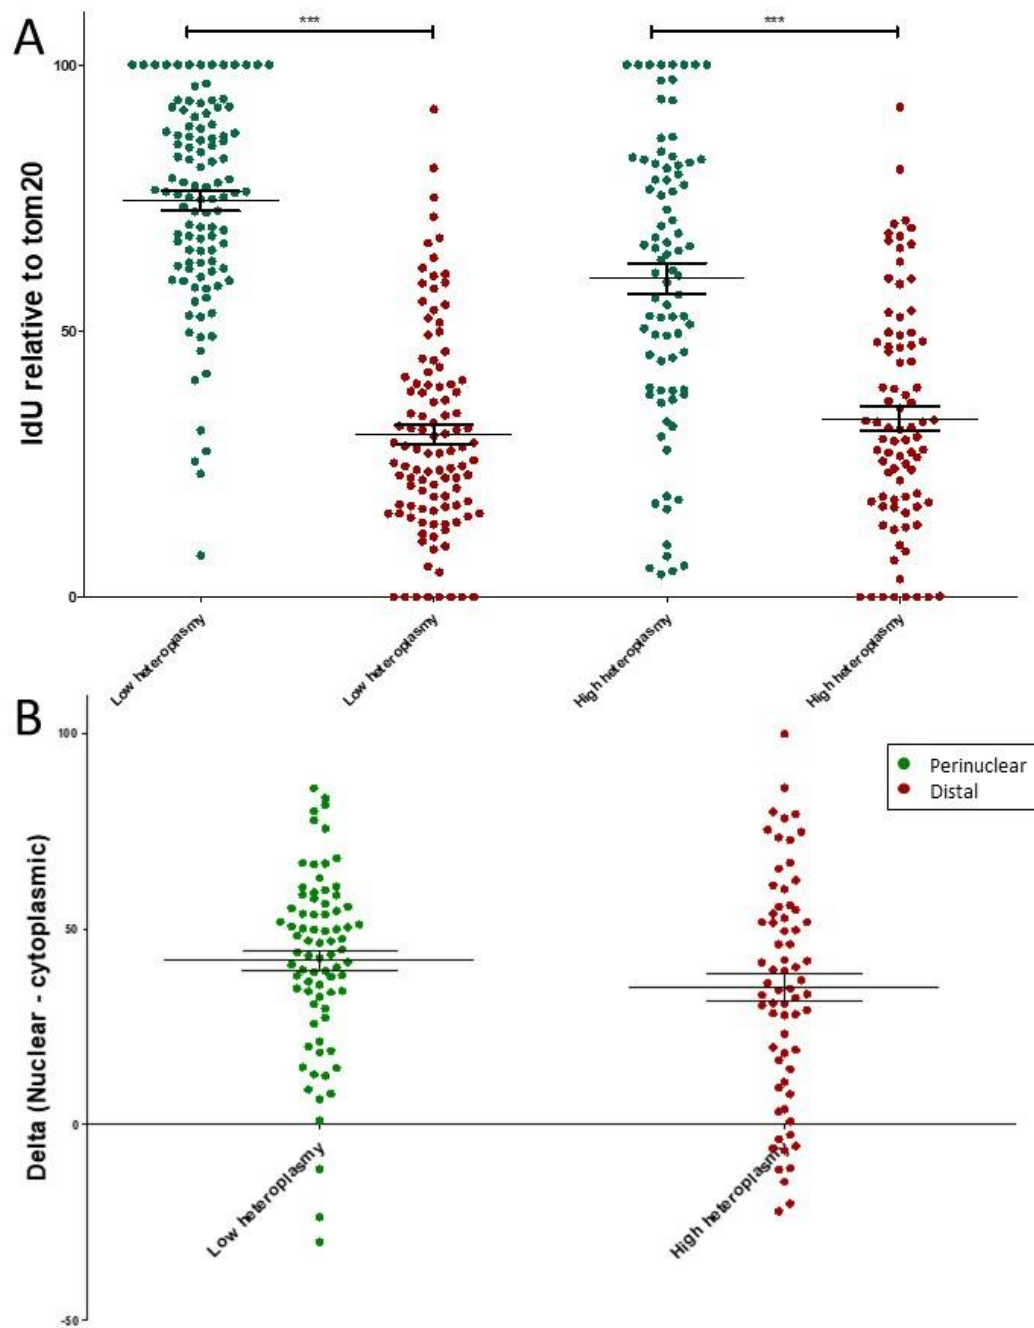 A
***
***
100
50
0
IdU relative to tom20
Low heteroplasmy
Low heteroplasmy
High heteroplasmy
High heteroplasmy
B
100
50
0
-50
Delta (Nuclear - cytoplasmic)
Perinuclear
Distal
Low heteroplasmy
High heteroplasmy